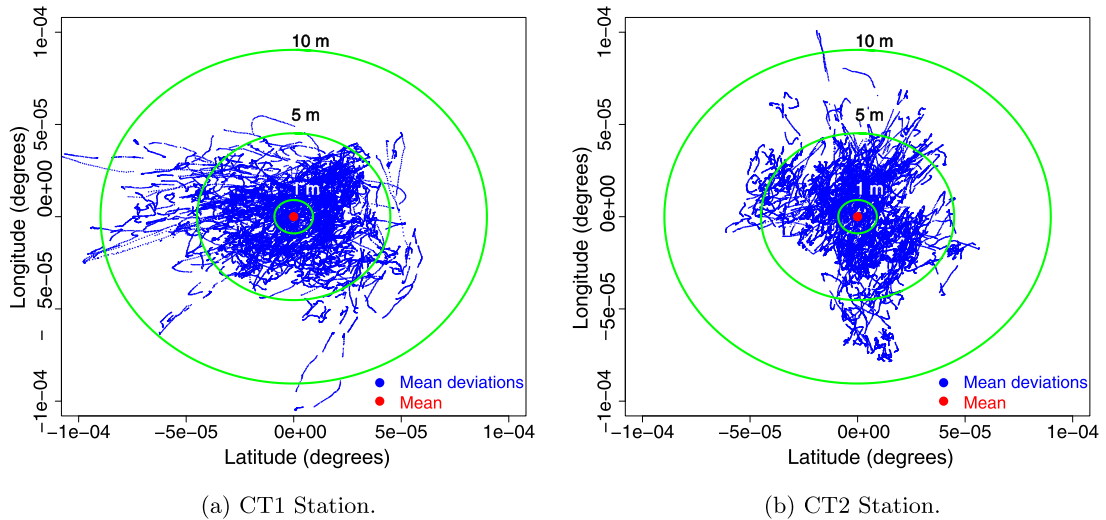 1e−04
5e−05
0e+00
5e−05
−
−1e−04
Longitude (degrees)
10 m
5 m
1 m
Mean deviations
Mean
−1e−04
−5e−05
0e+00
5e−05
1e−04
Latitude (degrees)
(a) CT1 Station.
1e−04
5e−05
0e+00
−5e−05
−1e−04
Longitude (degrees)
10 m
5 m
1 m
Mean deviations
Mean
−1e−04
−5e−05
0e+00
5e−05
1e−04
Latitude (degrees)
(b) CT2 Station.